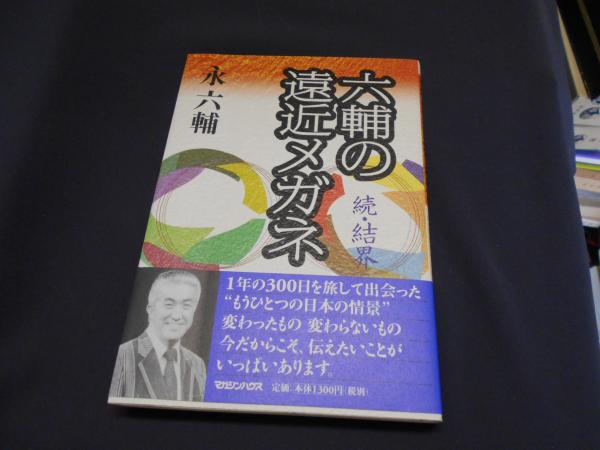 六輔の
遠近メガネ
永六輔
続・結界
1年の300日を旅して出会った
“もうひとつの日本の情景”
変わったもの 変わらないもの
今だからこそ、伝えたいことが
いっぱいあります。
マガジンハウス 定価:本体1300円(税別)